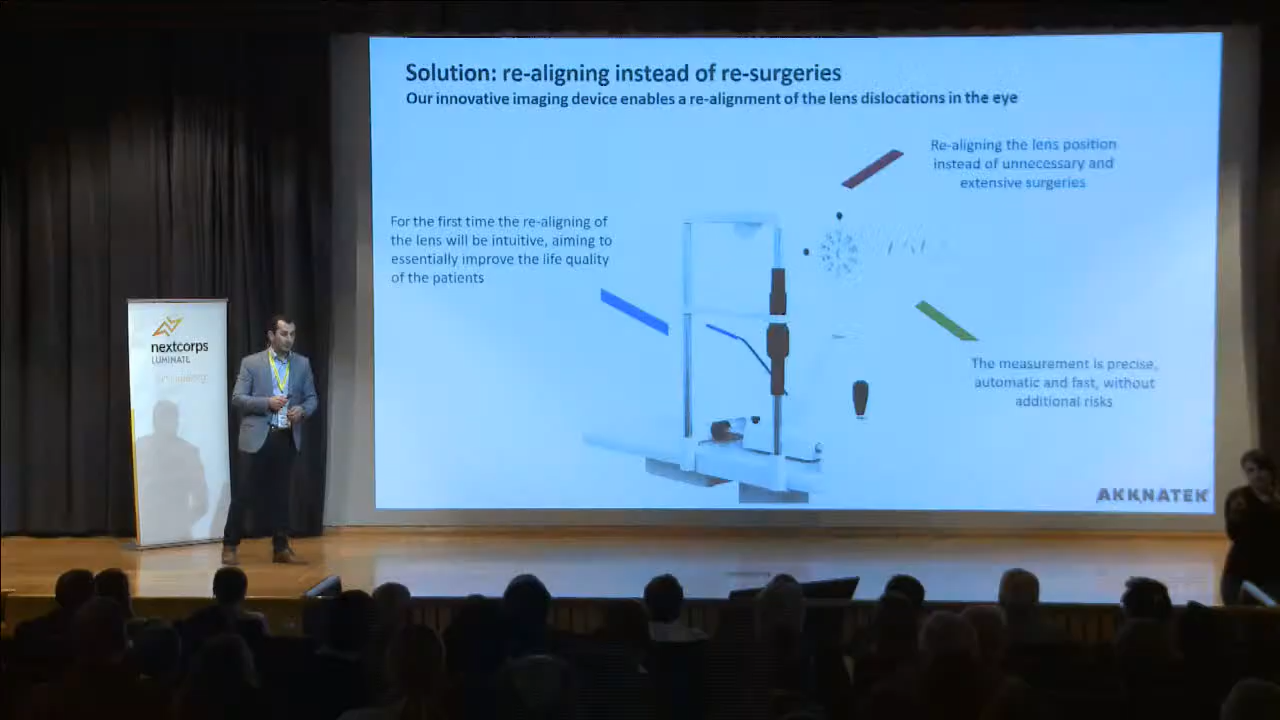 Solution: re-aligning instead of re-surgeries
Our innovative imaging device enables a re-alignment of the lens dislocations in the eye
Re-aligning the lens position
instead of unnecessary and
extensive surgeries
For the first time the re-aligning of
the lens will be intuitive, aiming to
essentially improve the life quality
of the patients
The measurement is precise,
automatic and fast, without
additional risks
AKKNATEK
nextcorps
LUMINATE